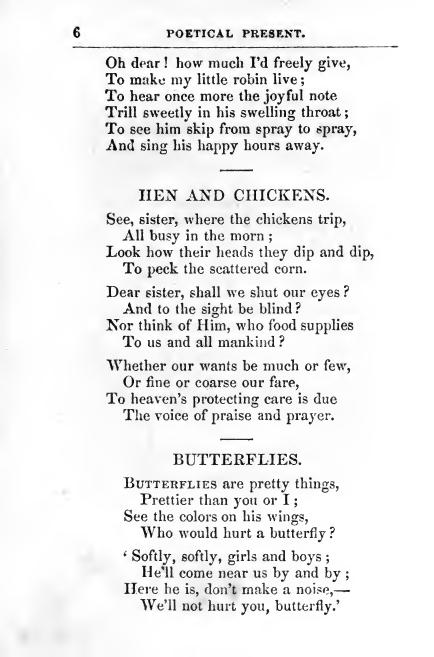 6 POETICAL PRESENT.
Oh dear! how much I'd freely give,
To make my little robin live;
To hear once more the joyful note
Trill sweetly in his swelling throat;
To see him skip from spray to spray,
And sing his happy hours away.
HEN AND CHICKENS.
See, sister, where the chickens trip,
All busy in the morn;
Look how their heads they dip and dip,
To peck the scattered corn.
Dear sister, shall we shut our eyes?
And to the sight be blind?
Nor think of Him, who food supplies
To us and all mankind?
Whether our wants be much or few,
Or fine or coarse our fare,
To heaven's protecting care is due
The voice of praise and prayer.
BUTTERFLIES.
BUTTERFLIES are pretty things,
Prettier than you or I;
See the colors on his wings,
Who would hurt a butterfly?
‘Softly, softly, girls and boys;
He'll come near us by and by;
Here he is, don't make a noise,—
We'll not hurt you, butterfly.’